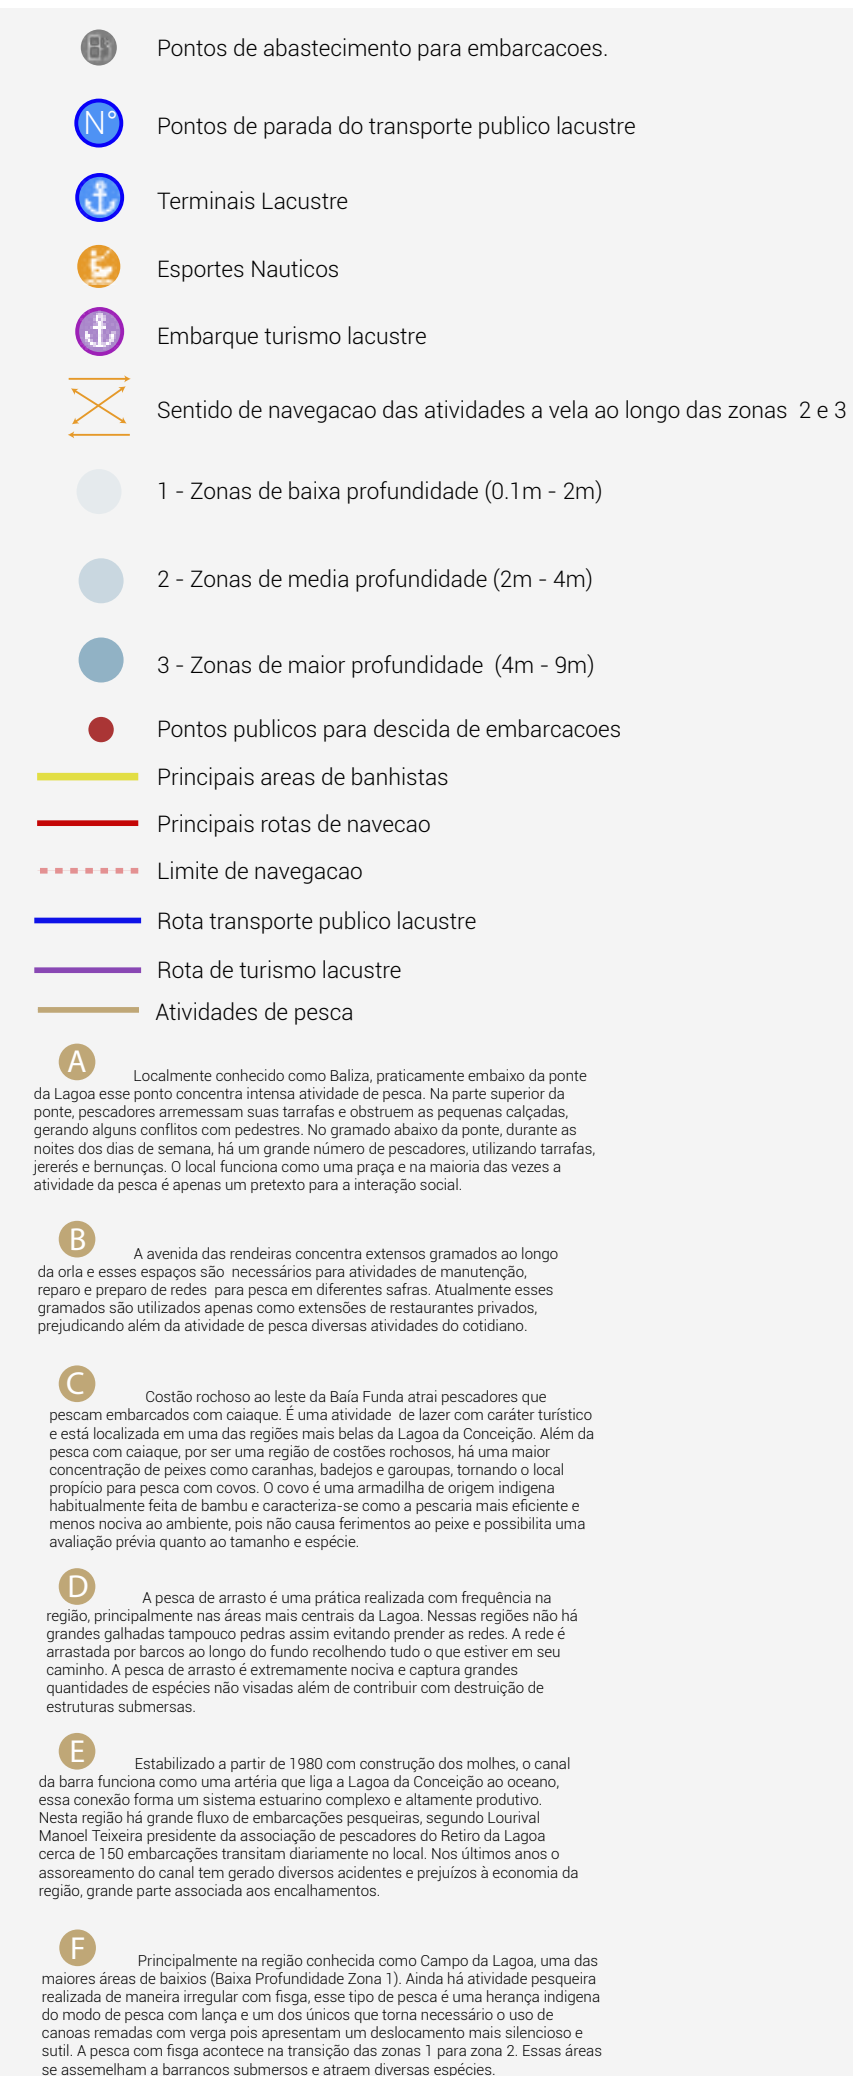 Pontos de abastecimento para embarcacoes.
N° Pontos de parada do transporte publico lacustre
Terminais Lacustre
Esportes Nauticos
Embarque turismo lacustre
Sentido de navegacao das atividades a vela ao longo das zonas 2 e 3
1 - Zonas de baixa profundidade (0.1m - 2m)
2 - Zonas de media profundidade (2m - 4m)
3 - Zonas de maior profundidade (4m - 9m)
Pontos publicos para descida de embarcacoes
Principais areas de banhistas
Principais rotas de navecao
Limite de navegacao
Rota transporte publico lacustre
Rota de turismo lacustre
Atividades de pesca
A Localmente conhecido como Baliza, praticamente embaixo da ponte
da Lagoa esse ponto concentra intensa atividade de pesca. Na parte superior da
ponte, pescadores arremessam suas tarrafas e obstruem as pequenas calçadas,
gerando alguns conflitos com pedestres. No gramado abaixo da ponte, durante as
noites dos dias de semana, há um grande número de pescadores, utilizando tarrafas,
jererés e bernunças. O local funciona como uma praça e na maioria das vezes a
atividade da pesca é apenas um pretexto para a interação social.
B A avenida das rendeiras concentra extensos gramados ao longo
da orla e esses espaços são necessários para atividades de manutenção,
reparo e preparo de redes para pesca em diferentes safras. Atualmente esses
gramados são utilizados apenas como extensões de restaurantes privados,
prejudicando além da atividade de pesca diversas atividades do cotidiano.
C Costão rochoso ao leste da Baía Funda atrai pescadores que
pescam embarcados com caiaque. É uma atividade de lazer com caráter turístico
e está localizada em uma das regiões mais belas da Lagoa da Conceição. Além da
pesca com caiaque, por ser uma região de costões rochosos, há uma maior
concentração de peixes como caranhas, badejos e garoupas, tornando o local
propício para pesca com covos. O covo é uma armadilha de origem indigena
habitualmente feita de bambu e caracteriza-se como a pescaria mais eficiente e
menos nociva ao ambiente, pois não causa ferimentos ao peixe e possibilita uma
avaliação prévia quanto ao tamanho e espécie.
D A pesca de arrasto é uma prática realizada com frequência na
região, principalmente nas áreas mais centrais da Lagoa. Nessas regiões não há
grandes galhadas tampouco pedras assim evitando prender as redes. A rede é
arrastada por barcos ao longo do fundo recolhendo tudo o que estiver em seu
caminho. A pesca de arrasto é extremamente nociva e captura grandes
quantidades de espécies não visadas além de contribuir com destruição de
estruturas submersas.
E Estabilizado a partir de 1980 com construção dos molhes, o canal
da barra funciona como uma artéria que liga a Lagoa da Conceição ao oceano,
essa conexão forma um sistema estuarino complexo e altamente produtivo.
Nesta região há grande fluxo de embarcações pesqueiras, segundo Lourival
Manoel Teixeira presidente da associação de pescadores do Retiro da Lagoa
cerca de 150 embarcações transitam diariamente no local. Nos últimos anos o
assoreamento do canal tem gerado diversos acidentes e prejuízos à economia da
região, grande parte associada aos encalhamentos.
F Principalmente na região conhecida como Campo da Lagoa, uma das
maiores áreas de baixios (Baixa Profundidade Zona 1). Ainda há atividade pesqueira
realizada de maneira irregular com fisga, esse tipo de pesca é uma herança indigena
do modo de pesca com lança e um dos únicos que torna necessário o uso de
canoas remadas com verga pois apresentam um deslocamento mais silencioso e
sutil. A pesca com fisga acontece na transição das zonas 1 para zona 2. Essas áreas
se assemelham a barrancos submersos e atraem diversas espécies.